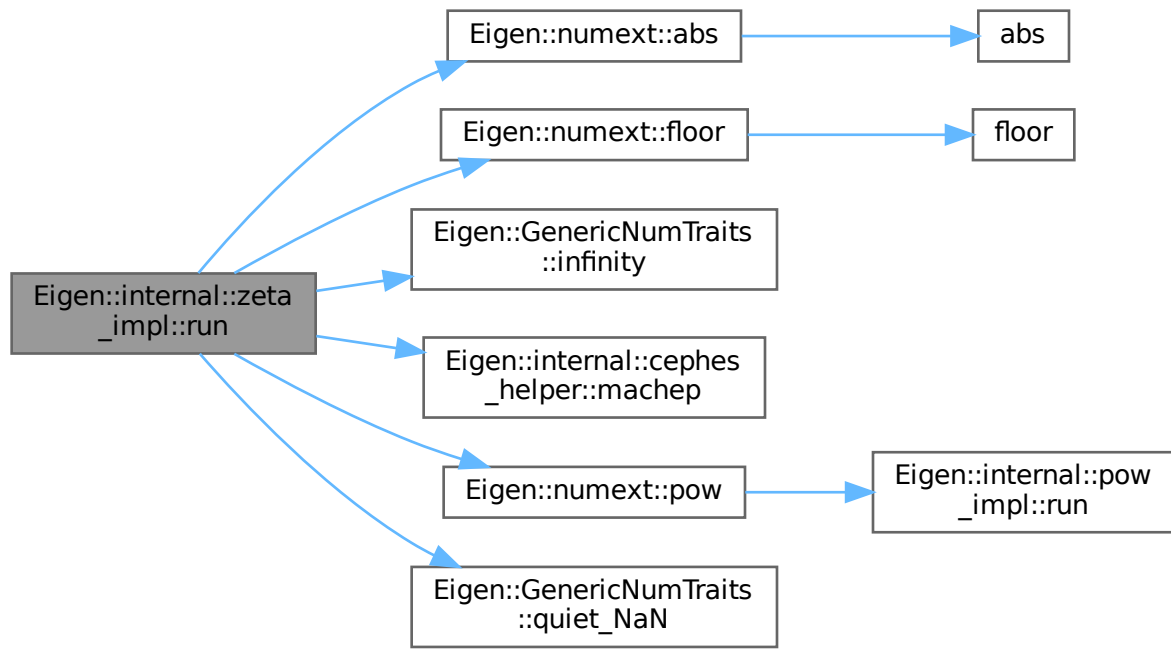 Eigen::numext::abs
abs
Eigen::numext::floor
floor
Eigen::GenericNumTraits
::infinity
Eigen::internal::zeta
_impl::run
Eigen::internal::cephes
_helper::machep
Eigen::numext::pow
Eigen::internal::pow
_impl::run
Eigen::GenericNumTraits
::quiet_NaN